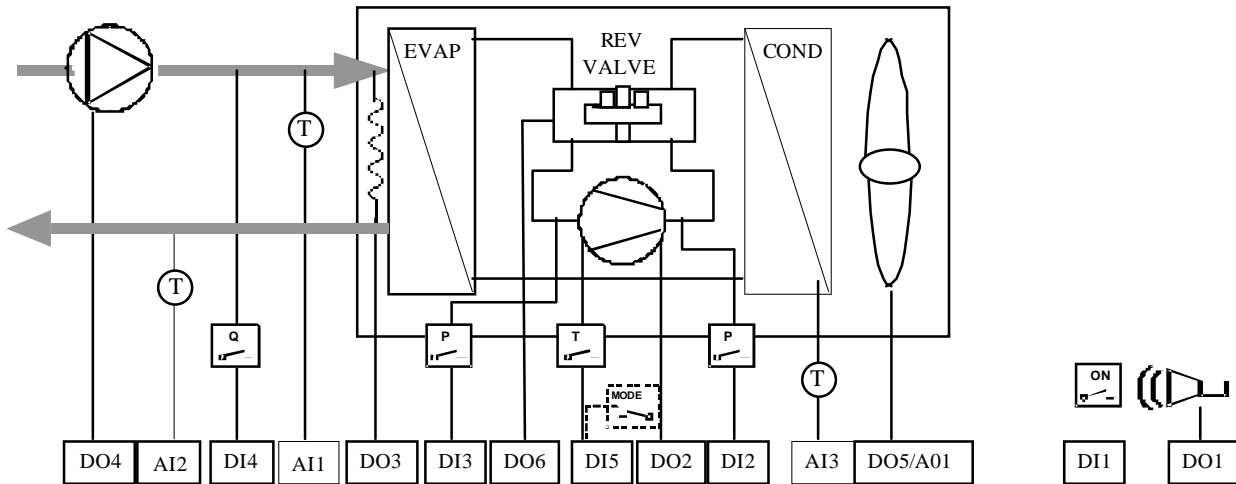 EVAP
REV
VALVE
COND
T
T
Q
P
T
P
MODE
T
ON
DO4
AI2
DI4
AI1
DO3
DI3
DO6
DI5
DO2
DI2
AI3
DO5/A01
DI1
DO1